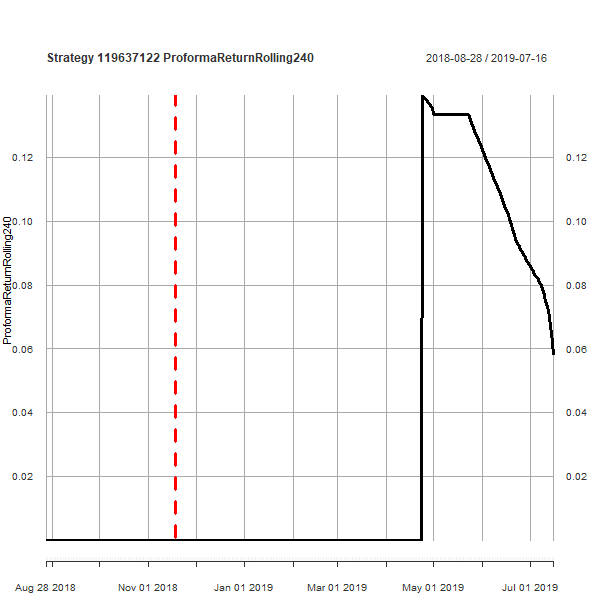 Strategy 119637122 ProformaReturnRolling240
2018-08-28 / 2019-07-16
ProformaReturnRolling240
0.12 0.12
0.10 0.10
0.08 0.08
0.06 0.06
0.04 0.04
0.02 0.02
Aug 28 2018 Nov 01 2018 Jan 01 2019 Mar 01 2019 May 01 2019 Jul 01 2019